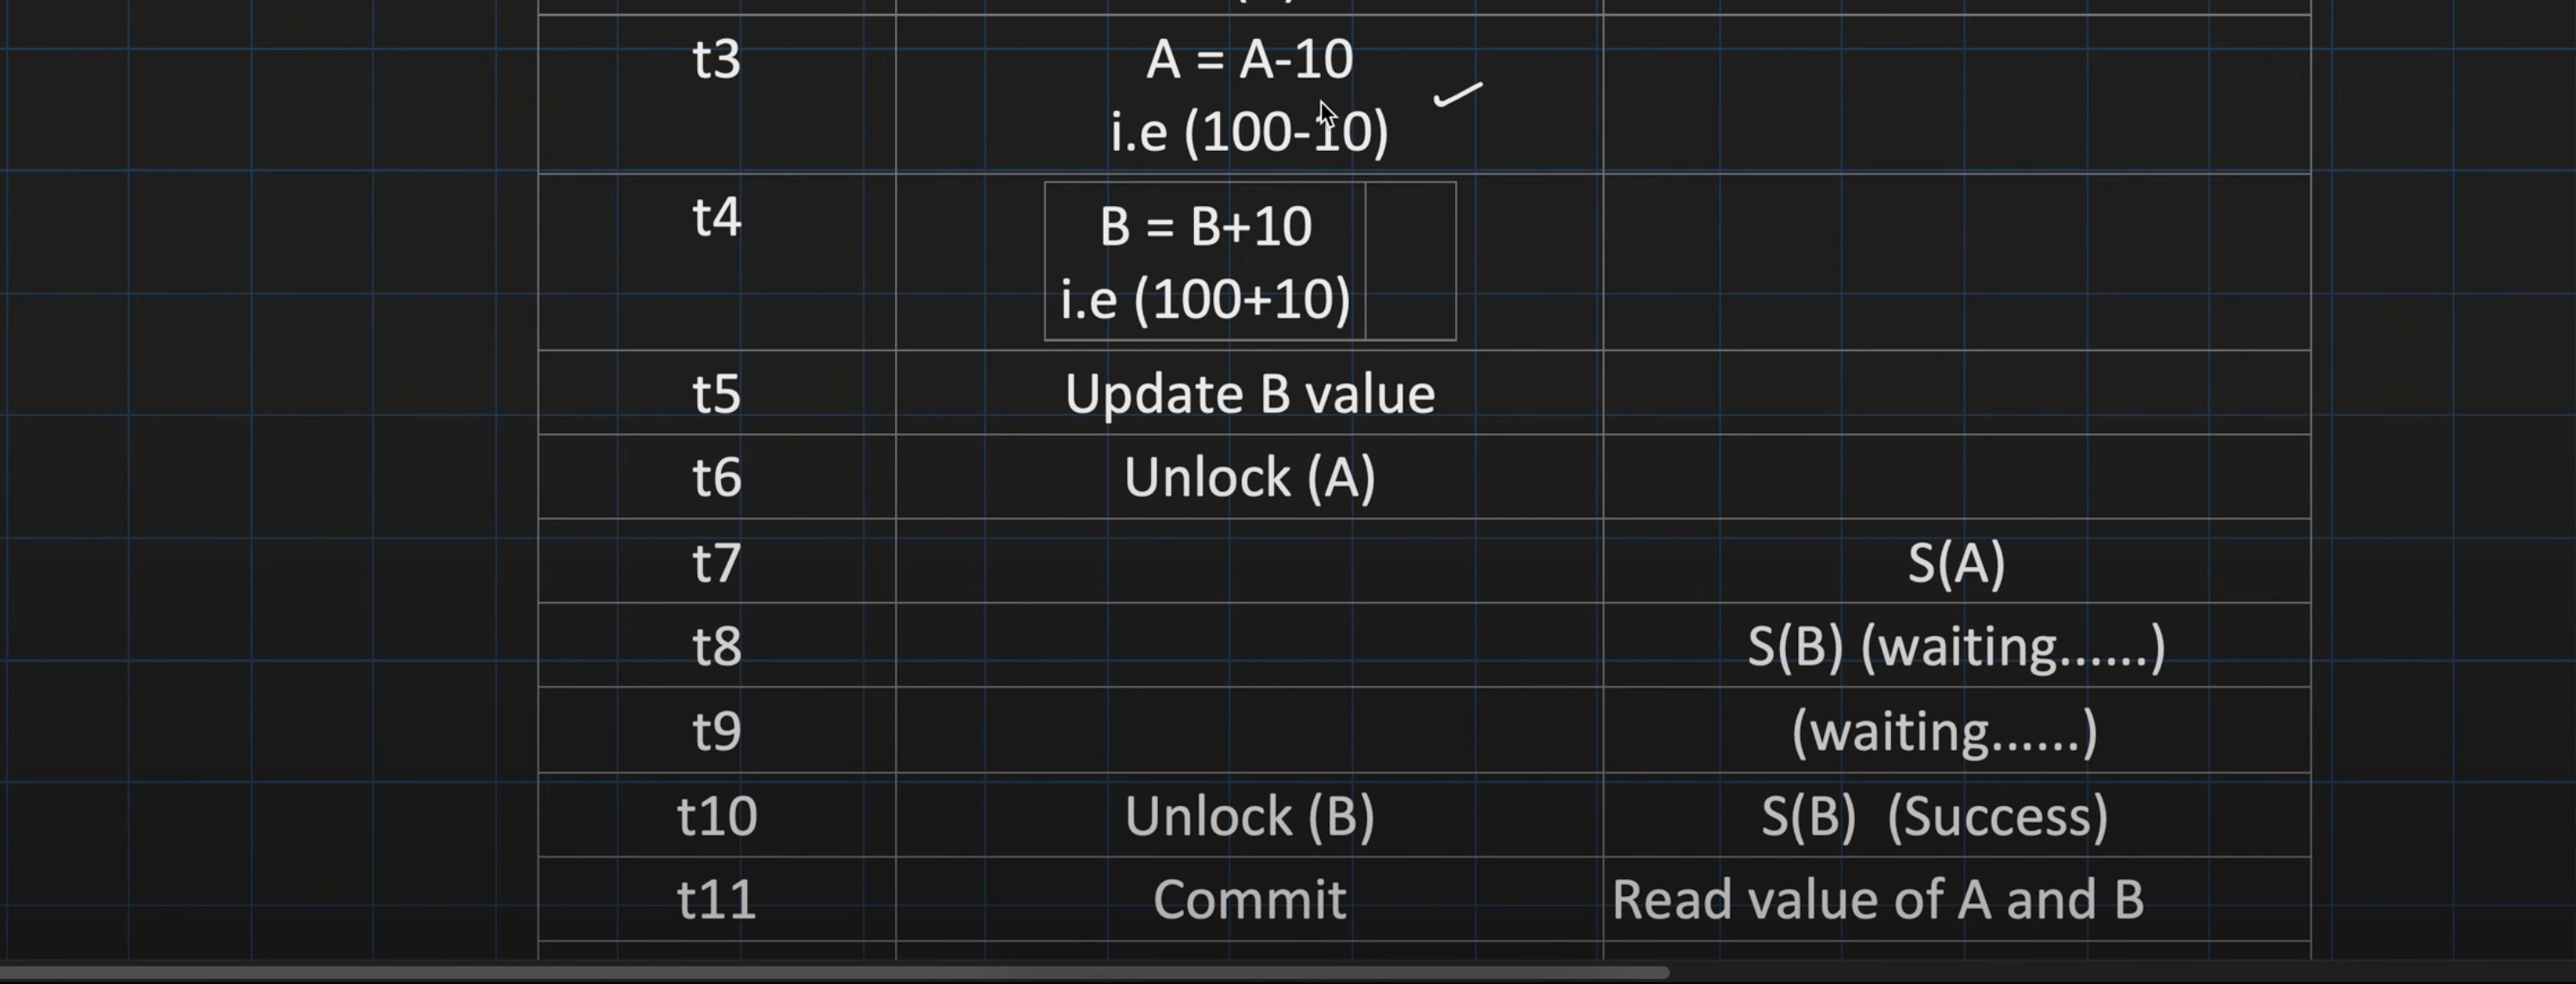 t3
A = A-10
i.e (100-10)
t4
B = B+10
i.e (100+10)
t5 Update B value
t6 Unlock (A)
t7 S(A)
t8 S(B) (waiting......)
t9 (waiting......)
t10 Unlock (B) S(B) (Success)
t11 Commit Read value of A and B